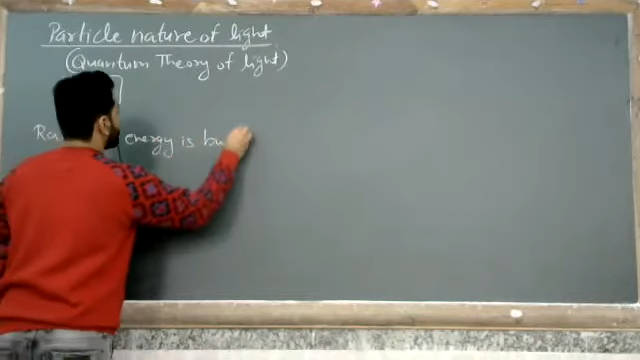 Particle nature of light
(Quantum Theory of light)
energy is